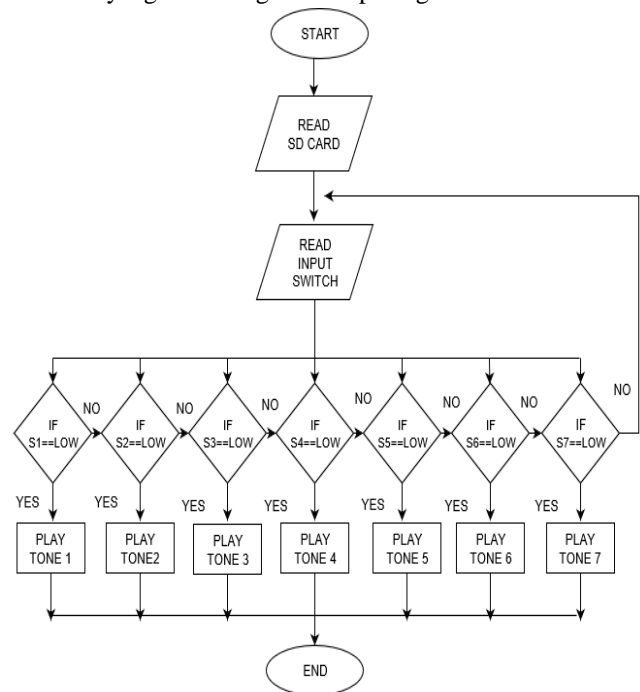 START
READ
SD CARD
READ
INPUT
SWITCH
NO
NO
NO
NO
NO
NO
NO
IF
S1==LOW
IF
S2==LOW
IF
S3==LOW
IF
S4==LOW
IF
S5==LOW
IF
S6==LOW
IF
S7==LOW
YES
YES
YES
YES
YES
YES
YES
PLAY
TONE 1
PLAY
TONE2
PLAY
TONE 3
PLAY
TONE 4
PLAY
TONE 5
PLAY
TONE 6
PLAY
TONE 7
END